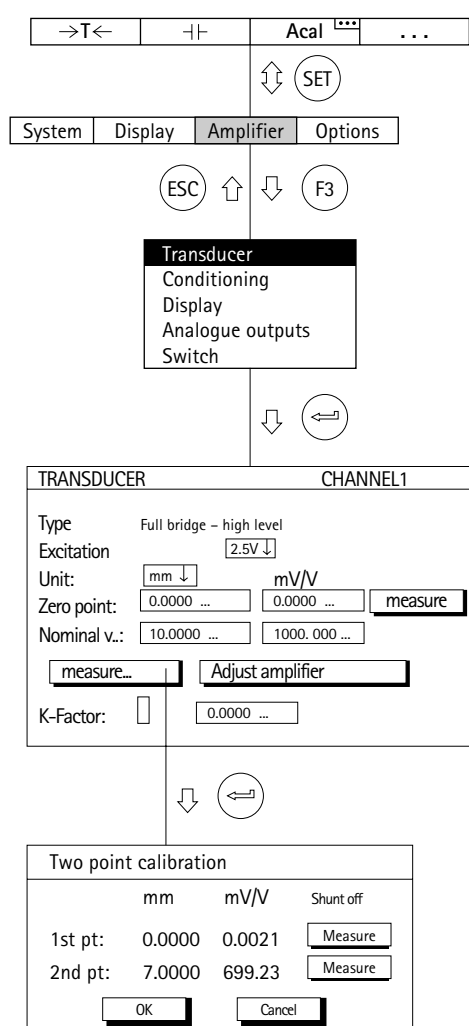 →T← ⊣⊢ Acal ...
SET
System Display Amplifier Options
ESC F3
Transducer
Conditioning
Display
Analogue outputs
Switch
TRANSDUCER CHANNEL1
Type Full bridge – high level
Excitation 2.5V ↓
Unit: mm ↓ mV/V
Zero point: 0.0000 ... 0.0000 ... measure
Nominal v..: 10.0000 ... 1000. 000 ...
measure... Adjust amplifier
K-Factor: 0.0000 ...
Two point calibration
mm mV/V Shunt off
1st pt: 0.0000 0.0021 Measure
2nd pt: 7.0000 699.23 Measure
OK Cancel